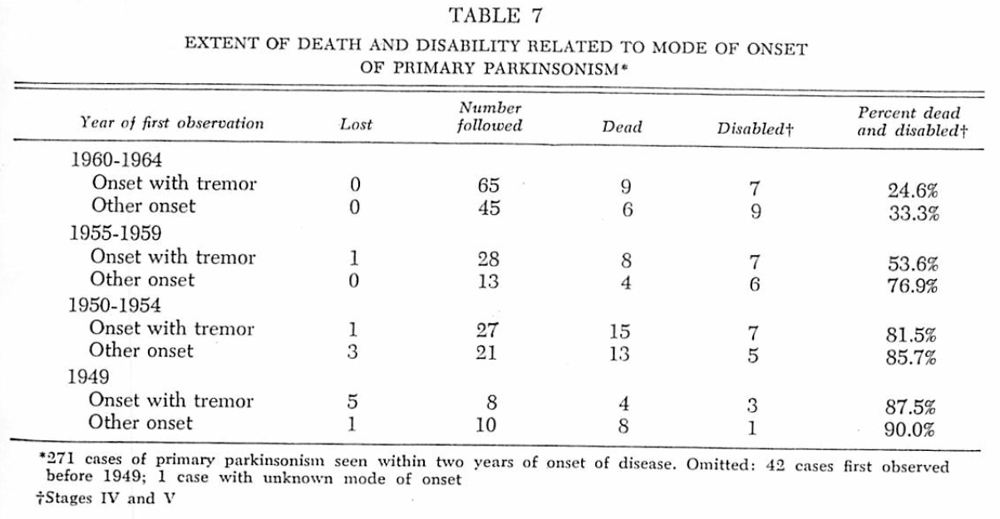 TABLE 7
EXTENT OF DEATH AND DISABILITY RELATED TO MODE OF ONSET
OF PRIMARY PARKINSONISM*
Year of first observation Lost Number followed Dead Disabled† Percent dead and disabled†
1960-1964
Onset with tremor 0 65 9 7 24.6%
Other onset 0 45 6 9 33.3%
1955-1959
Onset with tremor 1 28 8 7 53.6%
Other onset 0 13 4 6 76.9%
1950-1954
Onset with tremor 1 27 15 7 81.5%
Other onset 3 21 13 5 85.7%
1949
Onset with tremor 5 8 4 3 87.5%
Other onset 1 10 8 1 90.0%
*271 cases of primary parkinsonism seen within two years of onset of disease. Omitted: 42 cases first observed
before 1949; 1 case with unknown mode of onset
†Stages IV and V